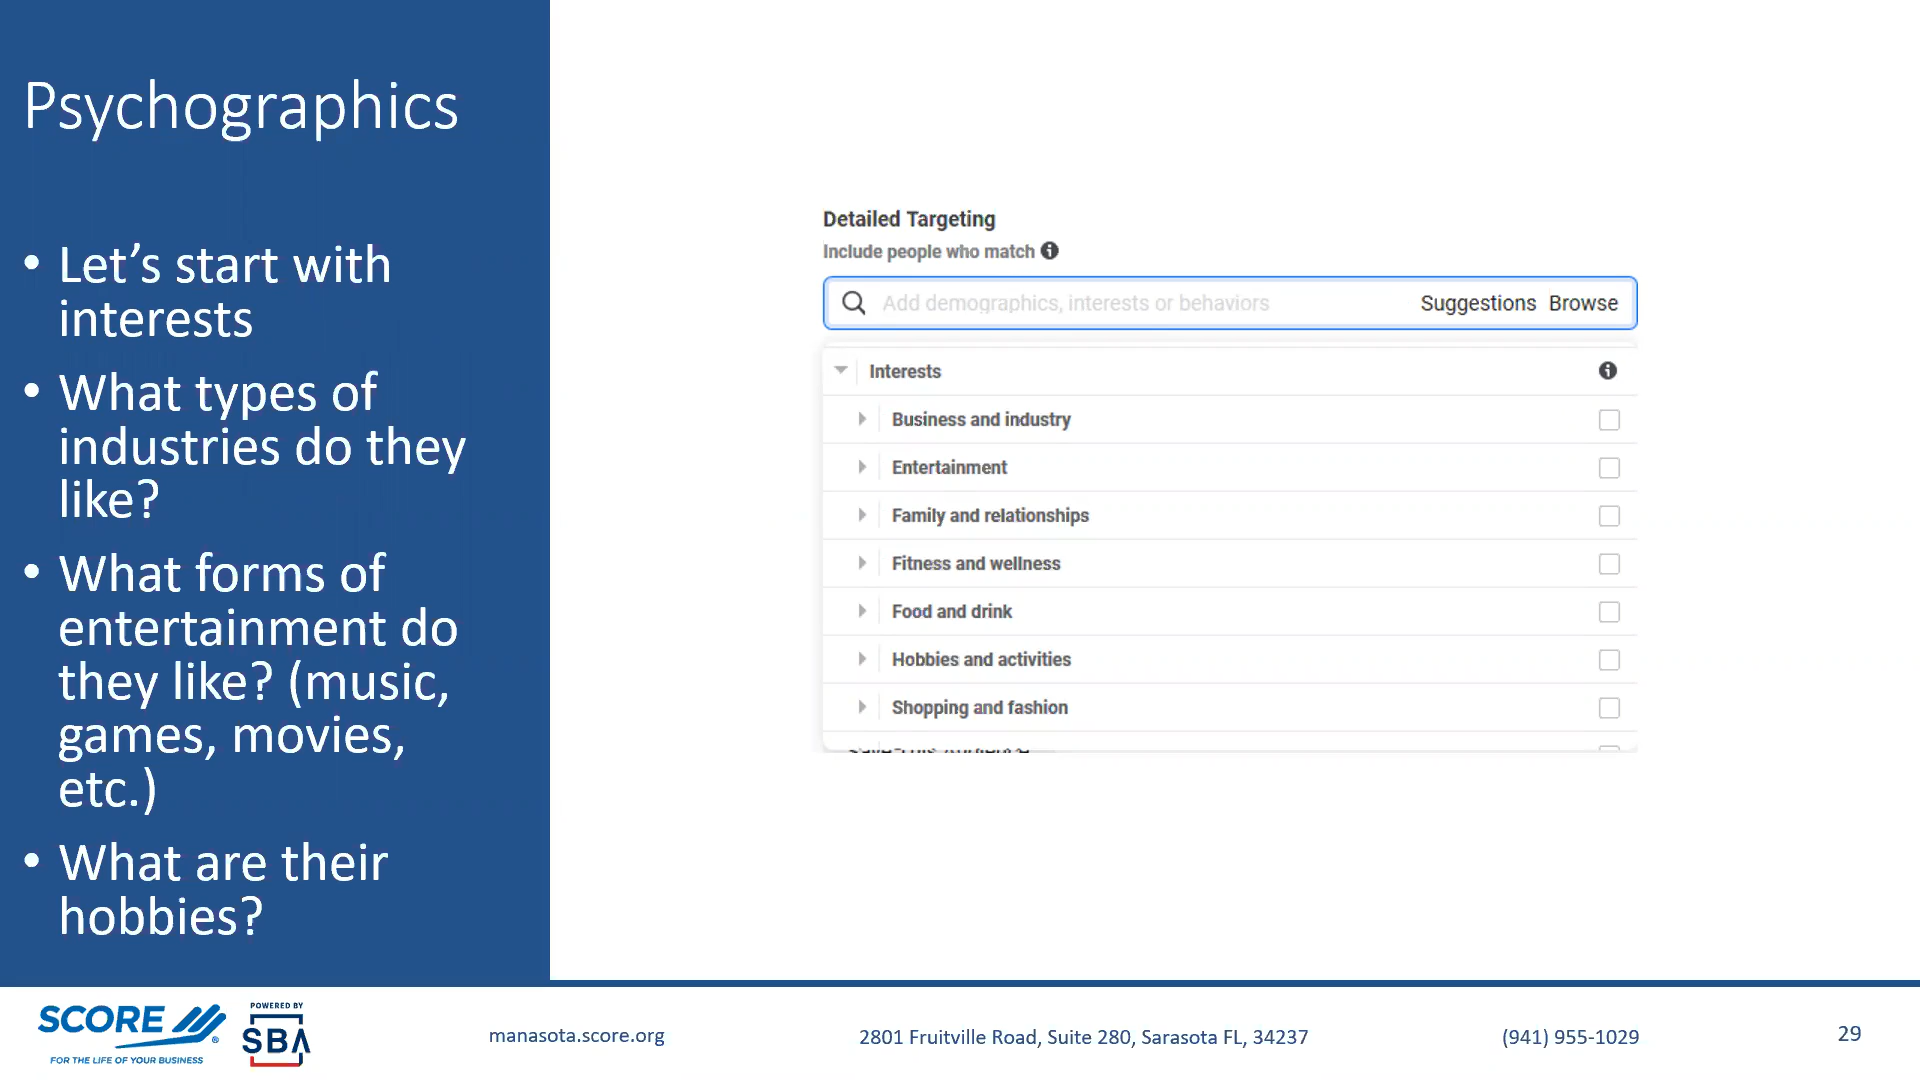 Psychographics
• Let’s start with
interests
• What types of
industries do they
like?
• What forms of
entertainment do
they like? (music,
games, movies,
etc.)
• What are their
hobbies?
Detailed Targeting
Include people who match
Add demographics, interests or behaviors
Suggestions Browse
Interests
Business and industry
Entertainment
Family and relationships
Fitness and wellness
Food and drink
Hobbies and activities
Shopping and fashion
SCORE ®
FOR THE LIFE OF YOUR BUSINESS
POWERED BY
SBA
manasota.score.org
2801 Fruitville Road, Suite 280, Sarasota FL, 34237
(941) 955-1029
29